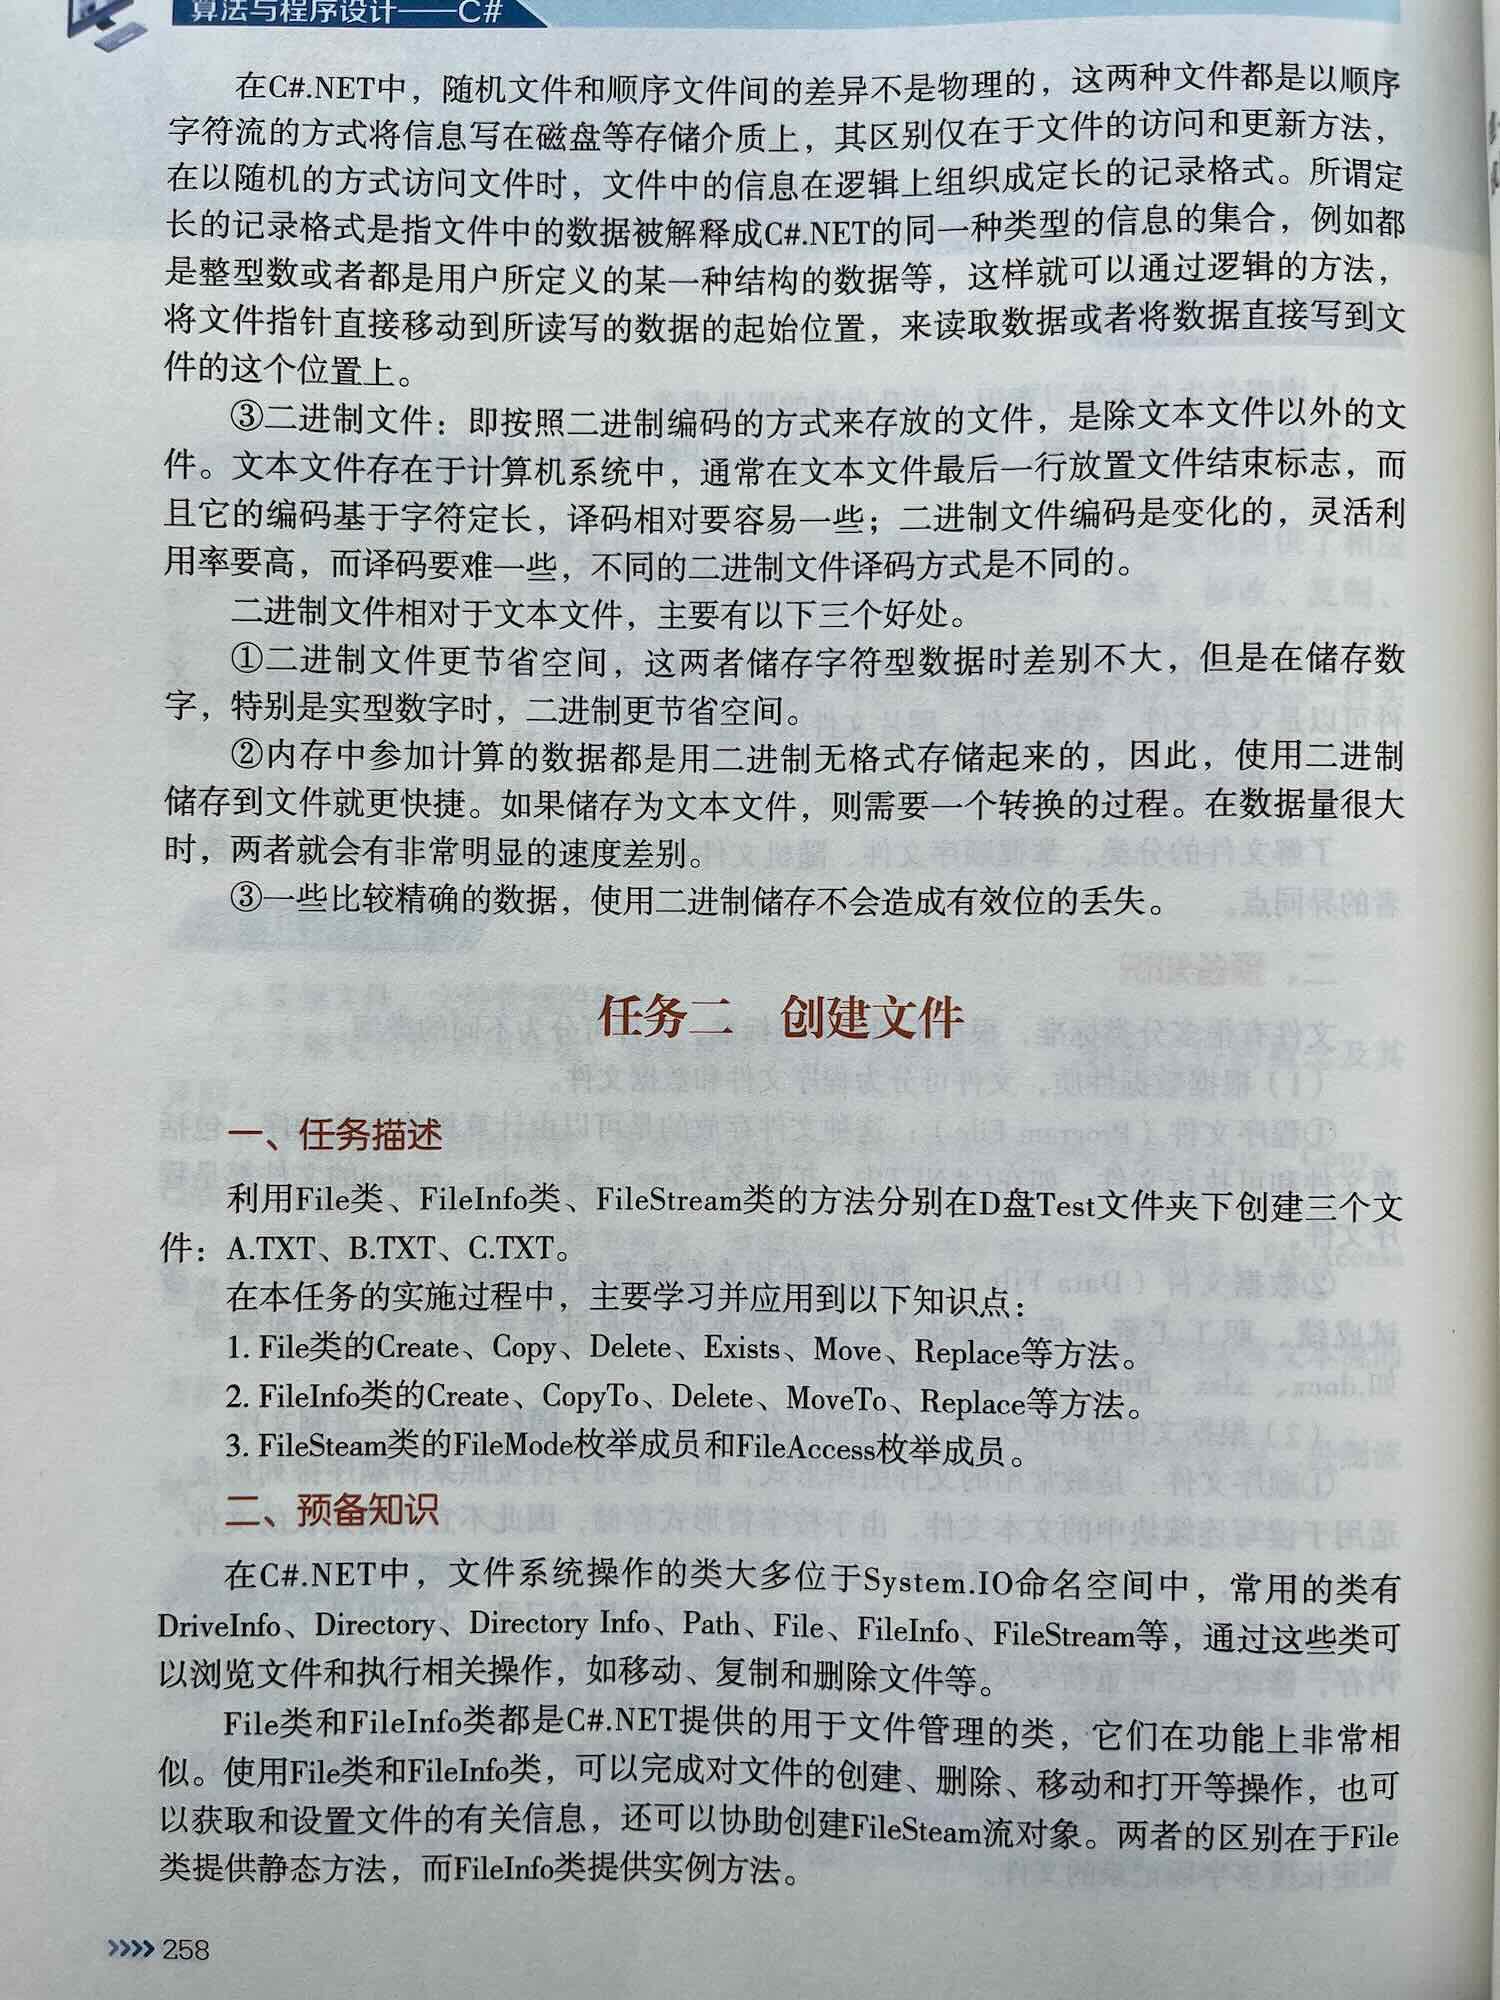 算法与程序设计——C#
在C#.NET中，随机文件和顺序文件间的差异不是物理的，这两种文件都是以顺序
字符流的方式将信息写在磁盘等存储介质上，其区别仅在于文件的访问和更新方法，
在以随机的方式访问文件时，文件中的信息在逻辑上组织成定长的记录格式。所谓定
长的记录格式是指文件中的数据被解释成C#.NET的同一种类型的信息的集合，例如都
是整型数或者都是用户所定义的某一种结构的数据等，这样就可以通过逻辑的方法，
将文件指针直接移动到所读写的数据的起始位置，来读取数据或者将数据直接写到文
件的这个位置上。
③二进制文件：即按照二进制编码的方式来存放的文件，是除文本文件以外的文
件。文本文件存在于计算机系统中，通常在文本文件最后一行放置文件结束标志，而
且它的编码基于字符定长，译码相对要容易一些；二进制文件编码是变化的，灵活利
用率要高，而译码要难一些，不同的二进制文件译码方式是不同的。
二进制文件相对于文本文件，主要有以下三个好处。
①二进制文件更节省空间，这两者储存字符型数据时差别不大，但是在储存数
字，特别是实型数字时，二进制更节省空间。
②内存中参加计算的数据都是用二进制无格式存储起来的，因此，使用二进制
储存到文件就更快捷。如果储存为文本文件，则需要一个转换的过程。在数据量很大
时，两者就会有非常明显的速度差别。
③一些比较精确的数据，使用二进制储存不会造成有效位的丢失。
任务二 创建文件
一、任务描述
利用File类、FileInfo类、FileStream类的方法分别在D盘Test文件夹下创建三个文
件：A.TXT、B.TXT、C.TXT。
在本任务的实施过程中，主要学习并应用到以下知识点：
1. File类的Create、Copy、Delete、Exists、Move、Replace等方法。
2. FileInfo类的Create、CopyTo、Delete、MoveTo、Replace等方法。
3. FileSteam类的FileMode枚举成员和FileAccess枚举成员。
二、预备知识
在C#.NET中，文件系统操作的类大多位于System.IO命名空间中，常用的类有
DriveInfo、Directory、Directory Info、Path、File、FileInfo、FileStream等，通过这些类可
以浏览文件和执行相关操作，如移动、复制和删除文件等。
File类和FileInfo类都是C#.NET提供的用于文件管理的类，它们在功能上非常相
似。使用File类和FileInfo类，可以完成对文件的创建、删除、移动和打开等操作，也可
以获取和设置文件的有关信息，还可以协助创建FileSteam流对象。两者的区别在于File
类提供静态方法，而FileInfo类提供实例方法。
>>>> 258